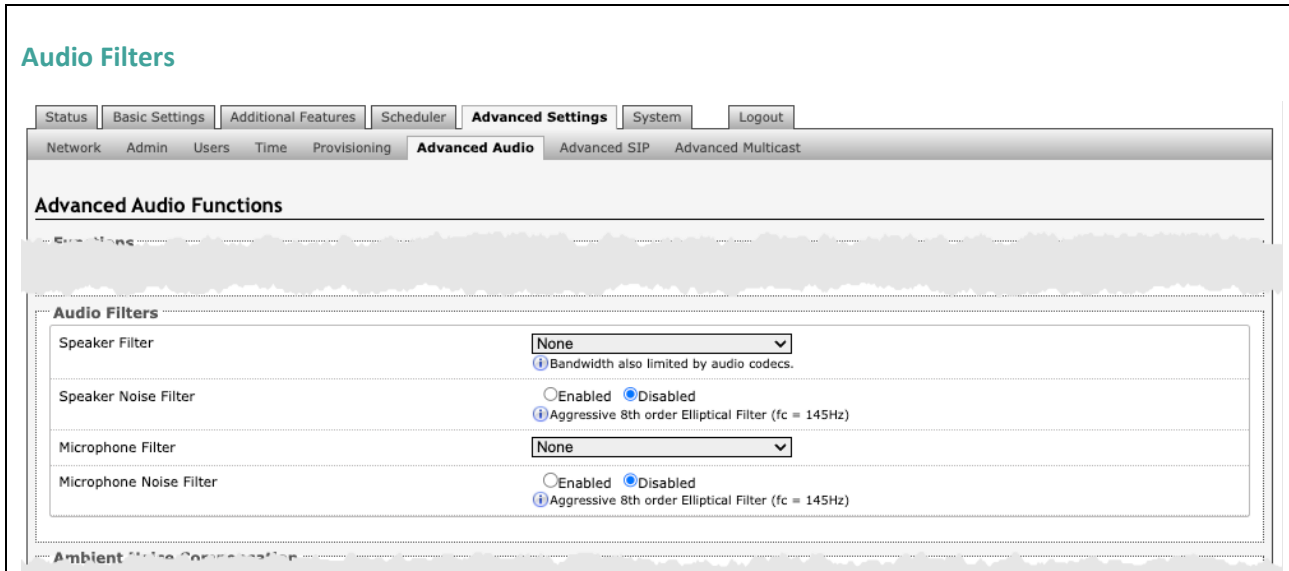 Audio Filters
Status Basic Settings Additional Features Scheduler Advanced Settings System Logout
Network Admin Users Time Provisioning Advanced Audio Advanced SIP Advanced Multicast
Advanced Audio Functions
Audio Filters
Speaker Filter None
Bandwidth also limited by audio codecs.
Speaker Noise Filter Enabled Disabled
Aggressive 8th order Elliptical Filter (fc = 145Hz)
Microphone Filter None
Microphone Noise Filter Enabled Disabled
Aggressive 8th order Elliptical Filter (fc = 145Hz)
Ambient